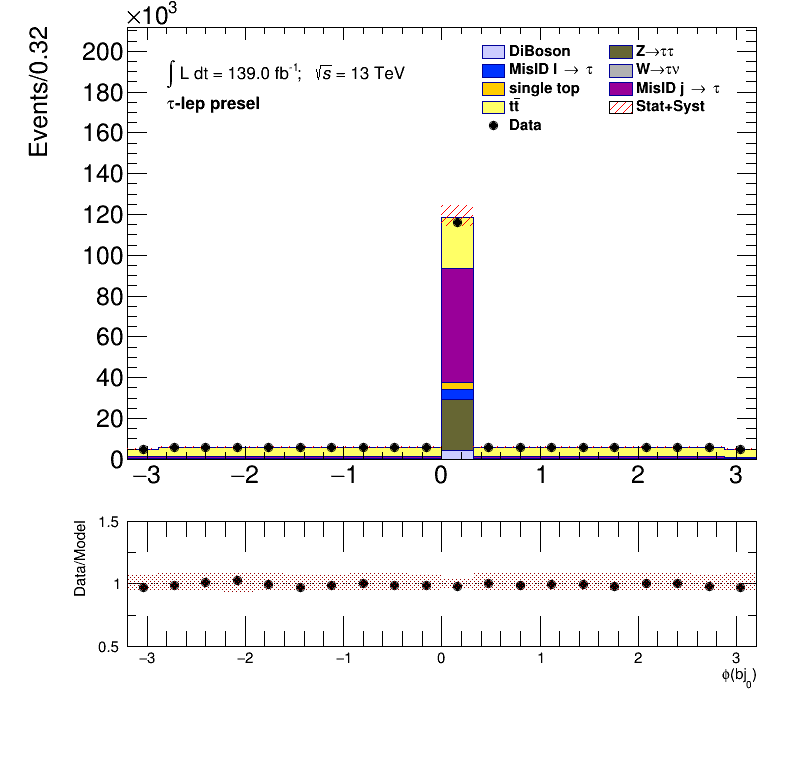 ×10³
Events/0.32
200
180
160
140
120
100
80
60
40
20
0
∫ L dt = 139.0 fb⁻¹; √s = 13 TeV
τ-lep presel
DiBoson
MisID l → τ
single top
tt̄
Data
Z→ττ
W→τν
MisID j → τ
Stat+Syst
−3 −2 −1 0 1 2 3
Data/Model
1.5
1
0.5
−3 −2 −1 0 1 2 3
ϕ(bj₀)